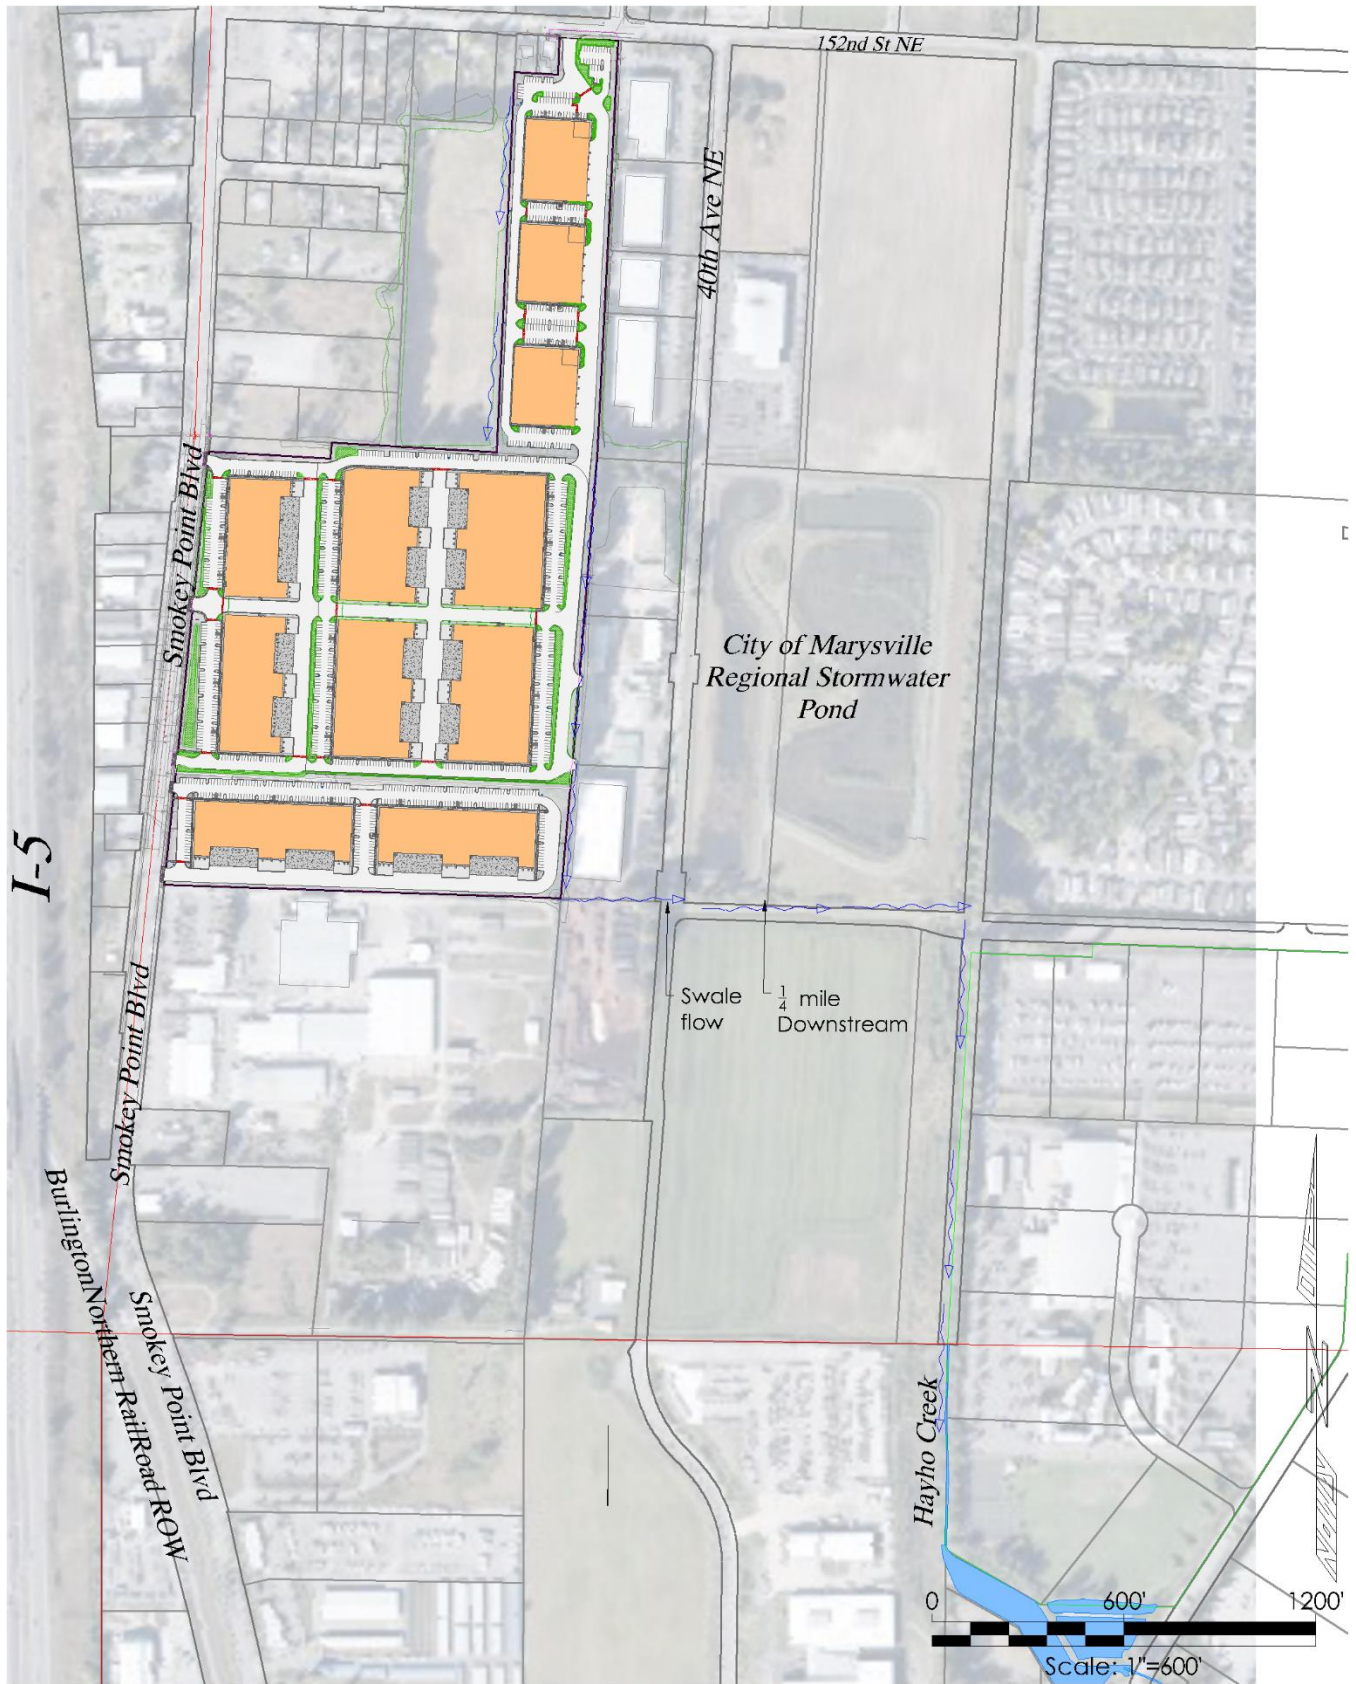 152nd St NE
40th Ave NE
Smokey Point Blvd
City of Marysville
Regional Stormwater
Pond
I-5
Swale
flow
1/4 mile
Downstream
Smokey Point Blvd
BurlingtonNorthern RailRoad ROW
Smokey Point Blvd
Hayho Creek
0 600' 1200'
Scale: 1"=600'